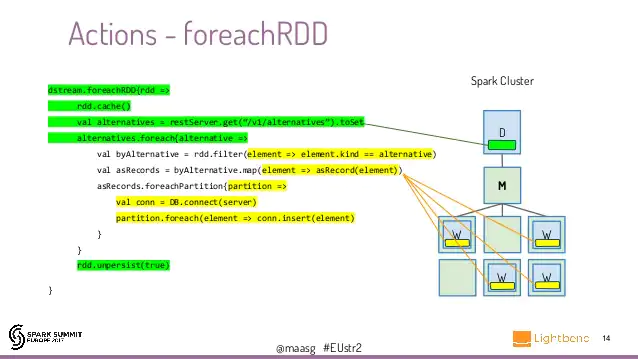 Actions - foreachRDD
Spark Cluster
dstream.foreachRDD{rdd =>
rdd.cache()
val alternatives = restServer.get("/v1/alternatives").toSet
alternatives.foreach{alternative =>
val byAlternative = rdd.filter(element => element.kind == alternative)
val asRecords = byAlternative.map(element => asRecord(element))
asRecords.foreachPartition{partition =>
val conn = DB.connect(server)
partition.foreach(element => conn.insert(element)
}
}
rdd.unpersist(true)
}
D
M
W
W
W
W
SPARK SUMMIT
EUROPE 2017
Lightbend
14
@maasg #EUstr2